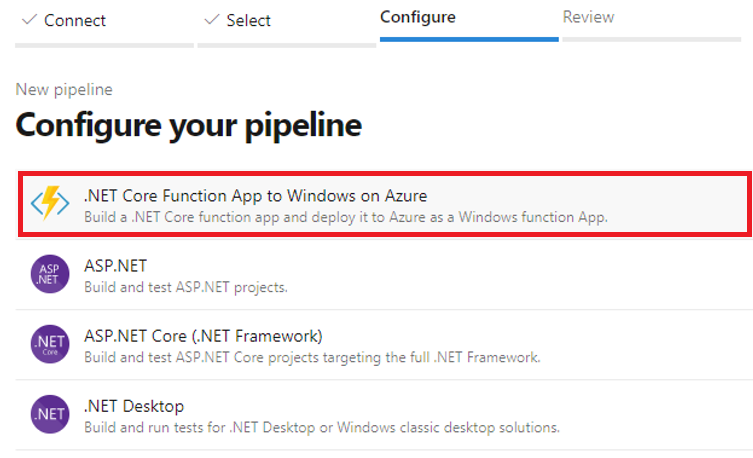 Connect
Select
Configure
Review
New pipeline
Configure your pipeline
.NET Core Function App to Windows on Azure
Build a .NET Core function app and deploy it to Azure as a Windows function App.
ASP
.NET
ASP.NET
Build and test ASP.NET projects.
.NET
Core
ASP.NET Core (.NET Framework)
Build and test ASP.NET Core projects targeting the full .NET Framework.
.NET
.NET Desktop
Build and run tests for .NET Desktop or Windows classic desktop solutions.